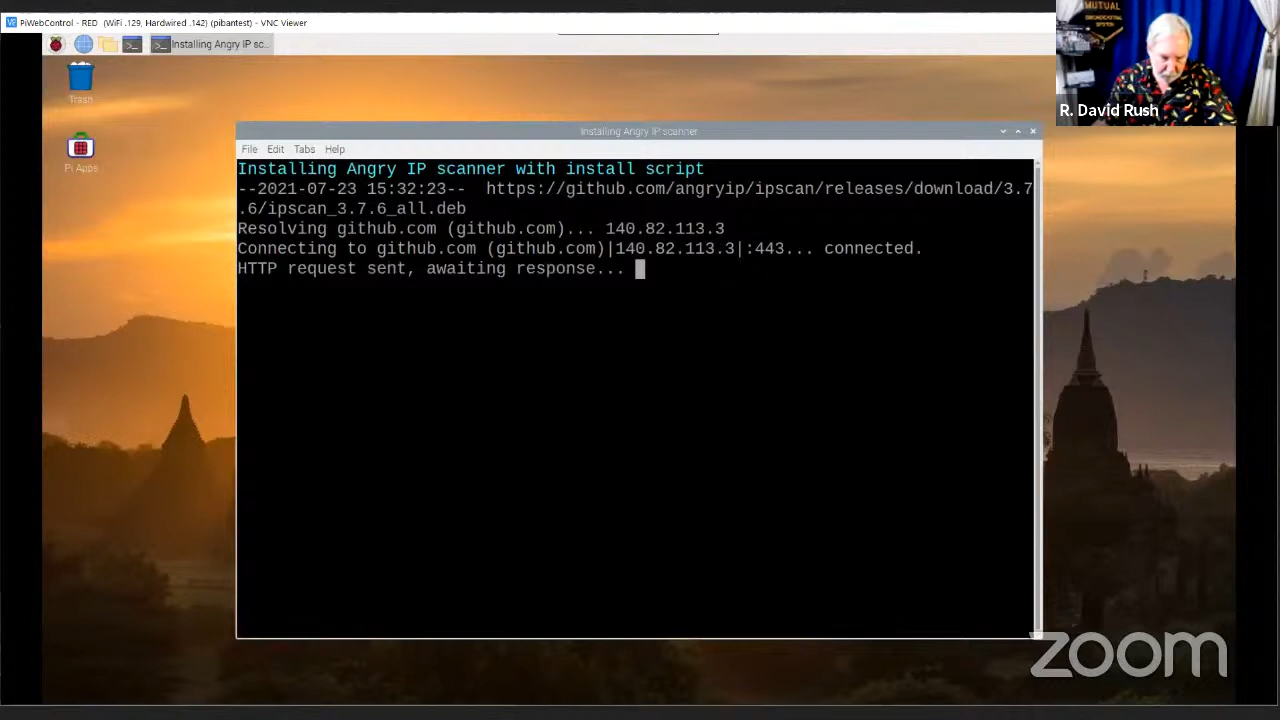 PiWebControl - RED (WiFi .129, Hardwired .142) (pibantest) - VNC Viewer
Installing Angry IP sc...
MUTUAL
BROADCASTING
SYSTEM
R. David Rush
Trash
Pi Apps
Installing Angry IP scanner
File Edit Tabs Help
Installing Angry IP scanner with install script
--2021-07-23 15:32:23-- https://github.com/angryip/ipscan/releases/download/3.7
.6/ipscan_3.7.6_all.deb
Resolving github.com (github.com)... 140.82.113.3
Connecting to github.com (github.com)|140.82.113.3|:443... connected.
HTTP request sent, awaiting response...
zoom